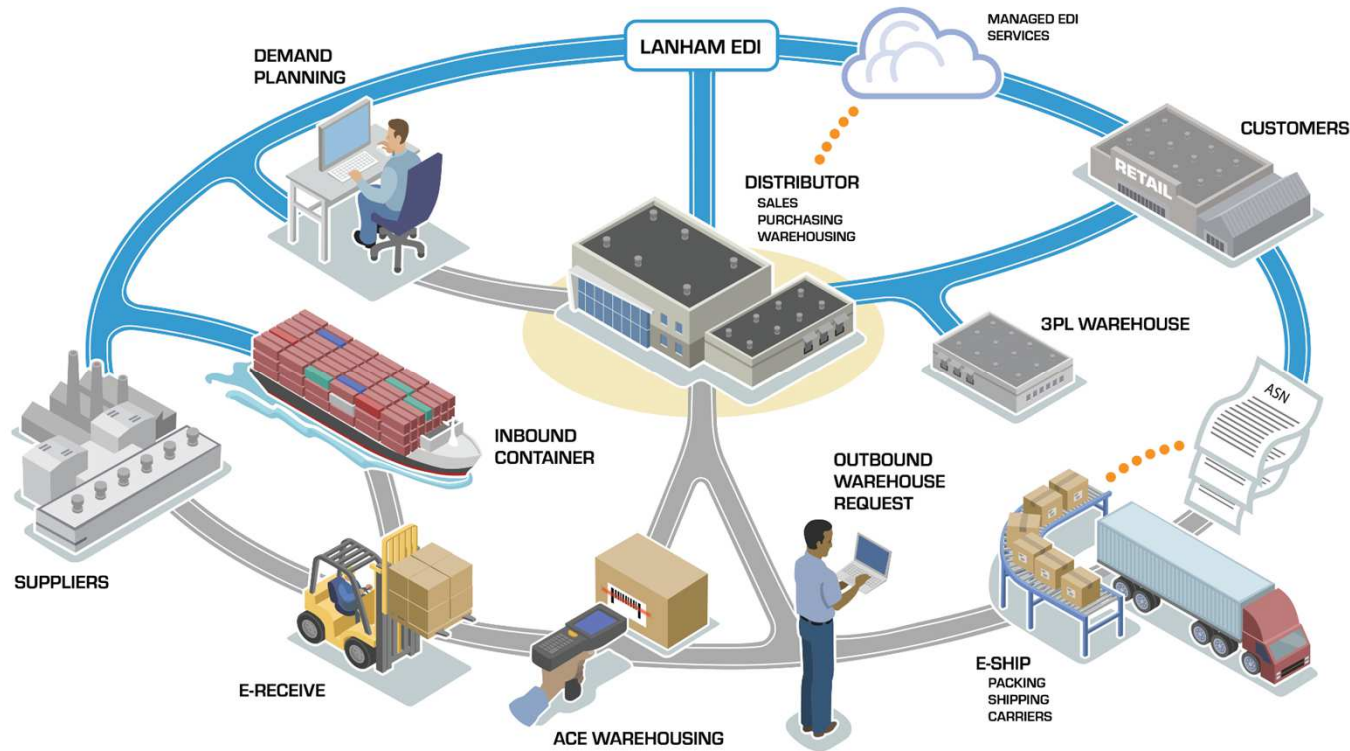 LANHAM EDI
MANAGED EDI
SERVICES
DEMAND
PLANNING
CUSTOMERS
RETAIL
DISTRIBUTOR
SALES
PURCHASING
WAREHOUSING
3PL WAREHOUSE
ASN
INBOUND
CONTAINER
OUTBOUND
WAREHOUSE
REQUEST
SUPPLIERS
E-RECEIVE
ACE WAREHOUSING
E-SHIP
PACKING
SHIPPING
CARRIERS